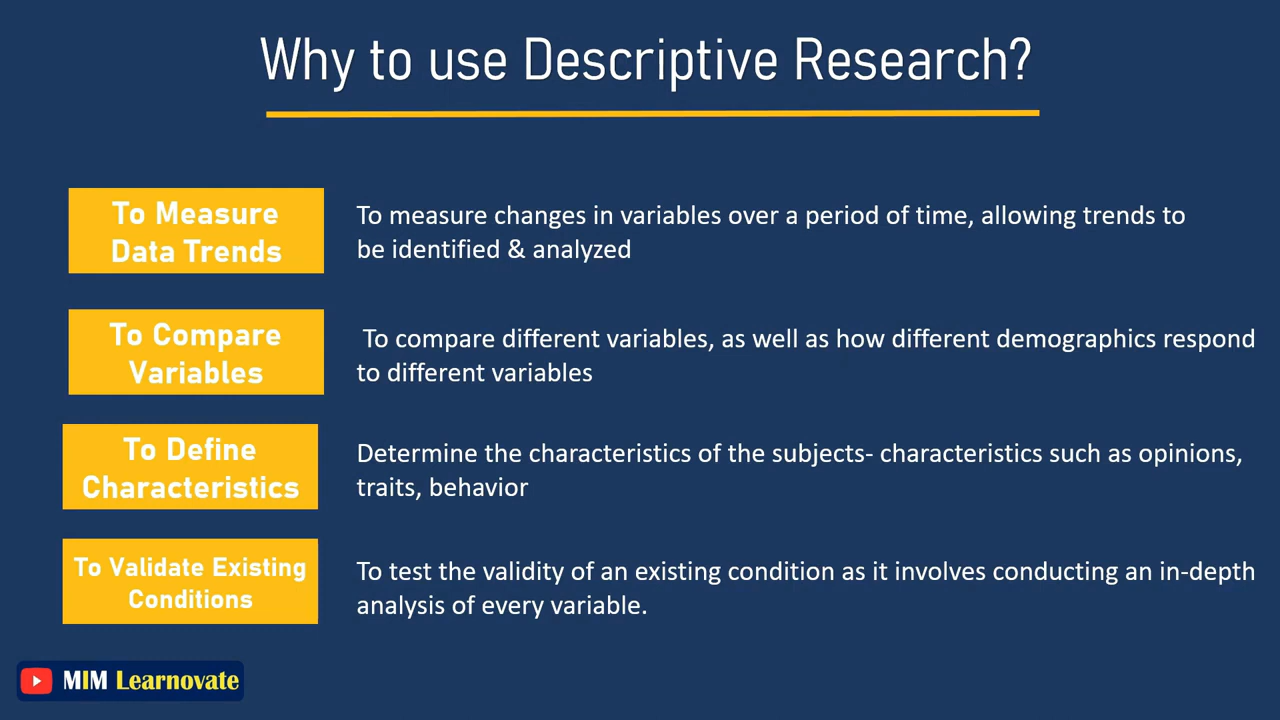 Why to use Descriptive Research?
To Measure
Data Trends
To measure changes in variables over a period of time, allowing trends to
be identified & analyzed
To Compare
Variables
To compare different variables, as well as how different demographics respond
to different variables
To Define
Characteristics
Determine the characteristics of the subjects- characteristics such as opinions,
traits, behavior
To Validate Existing
Conditions
To test the validity of an existing condition as it involves conducting an in-depth
analysis of every variable.
MIM Learnovate